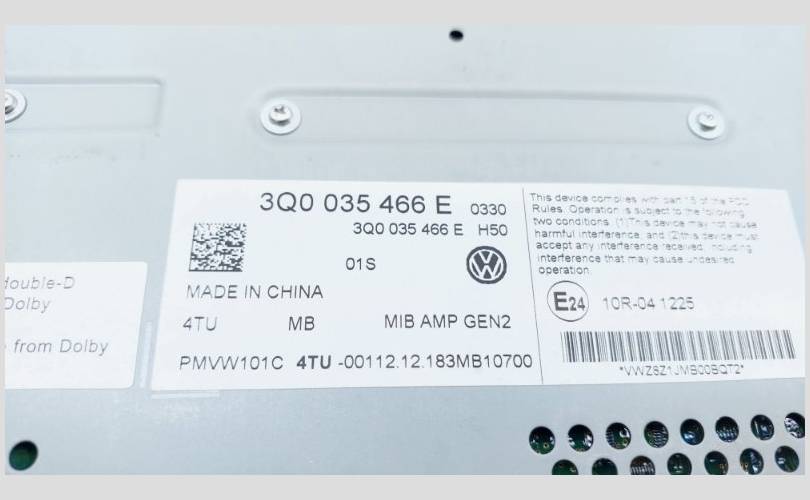 3Q0 035 466 E 0330
3Q0 035 466 E H50
01S
MADE IN CHINA
4TU MB MIB AMP GEN2
PMVW101C 4TU -00112.12.183MB10700
This device complies with part 15 of the FCC
Rules. Operation is subject to the following
two conditions. (1)This device may not cause
harmful interference, and (2)this device must
accept any interference received, including
interference that may cause undesired
operation.
E24 10R-04 1225
*VWZ8Z1JMB00BQT2*
double-D
Dolby
from Dolby